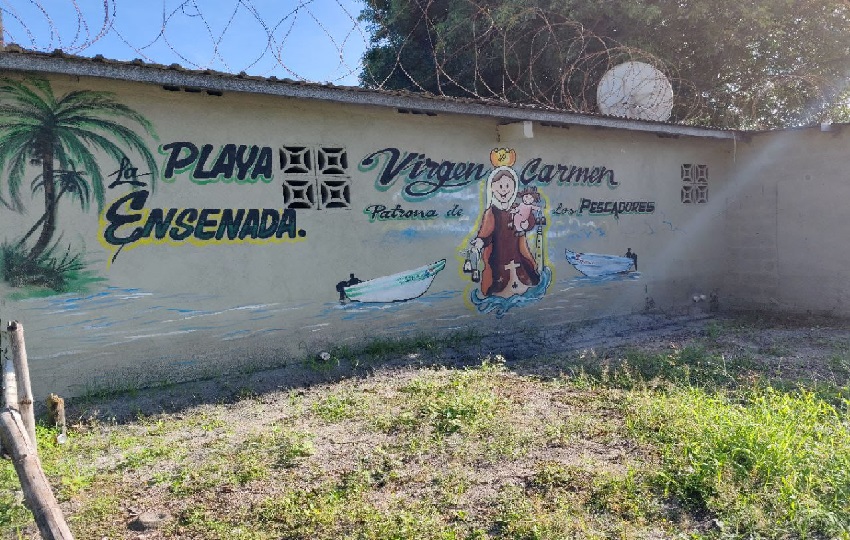 Playa
La
Ensenada.
Virgen Carmen
Patrona de los Pescadores